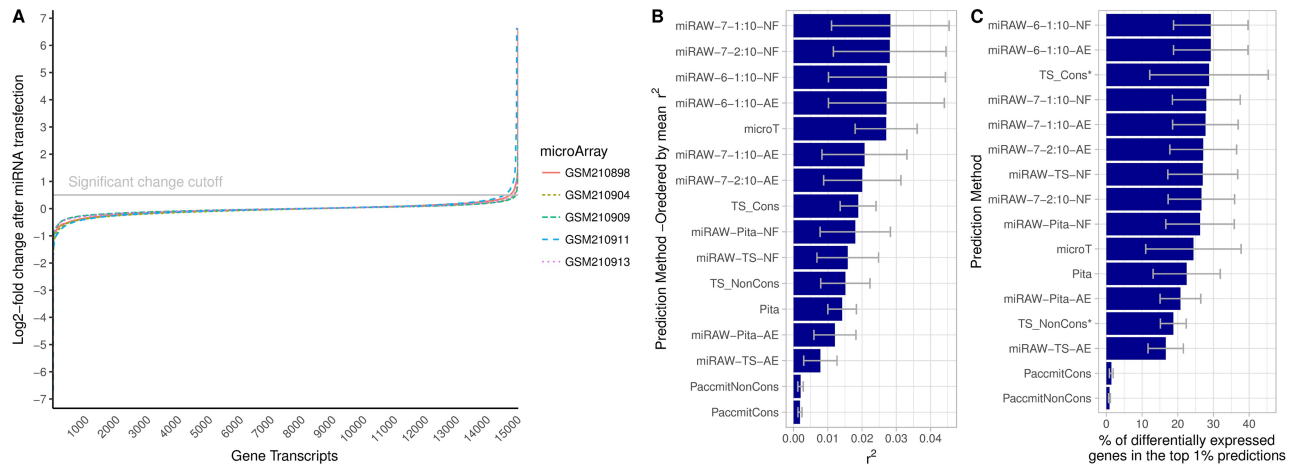 A
Log2-fold change after miRNA transfection
7
6
5
4
3
2
1
0
−1
−2
−3
−4
−5
−6
−7
Significant change cutoff
1000
2000
3000
4000
5000
6000
7000
8000
9000
10000
11000
12000
13000
14000
15000
Gene Transcripts
microArray
GSM210898
GSM210904
GSM210909
GSM210911
GSM210913
B
Prediction Method -Oredered by mean r²
miRAW-7-1:10-NF
miRAW-7-2:10-NF
miRAW-6-1:10-NF
miRAW-6-1:10-AE
microT
miRAW-7-1:10-AE
miRAW-7-2:10-AE
TS_Cons
miRAW-Pita-NF
miRAW-TS-NF
TS_NonCons
Pita
miRAW-Pita-AE
miRAW-TS-AE
PaccmitNonCons
PaccmitCons
0.00
0.01
0.02
0.03
0.04
r²
C
Prediction Method
miRAW-6-1:10-NF
miRAW-6-1:10-AE
TS_Cons*
miRAW-7-1:10-NF
miRAW-7-1:10-AE
miRAW-7-2:10-AE
miRAW-TS-NF
miRAW-7-2:10-NF
miRAW-Pita-NF
microT
Pita
miRAW-Pita-AE
TS_NonCons*
miRAW-TS-AE
PaccmitCons
PaccmitNonCons
0
10
20
30
40
% of differentially expressed
genes in the top 1% predictions